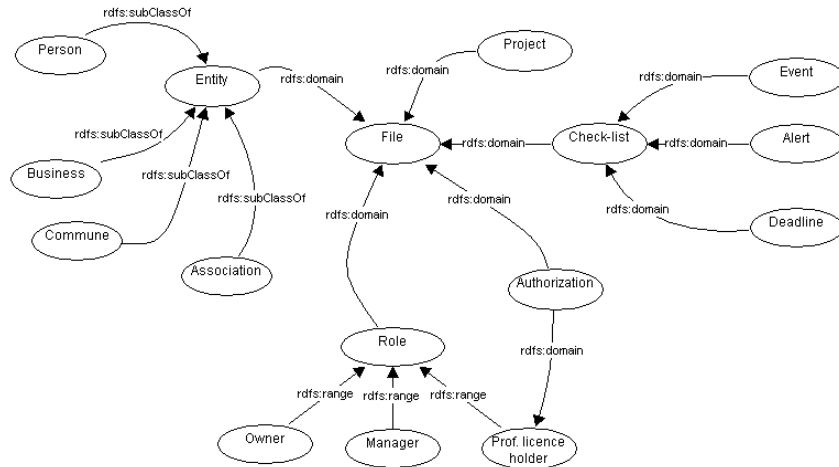 rdfs:subClassOf
Person
Entity
rdfs:domain
Project
rdfs:domain
Event
rdfs:domain
rdfs:subClassOf
Business
rdfs:subClassOf
File
rdfs:domain
Check-list
rdfs:domain
Alert
rdfs:subClassOf
rdfs:domain
rdfs:domain
rdfs:domain
Commune
Deadline
Association
Authorization
Role
rdfs:domain
rdfs:range
rdfs:range
rdfs:range
Owner
Manager
Prof. licence
holder